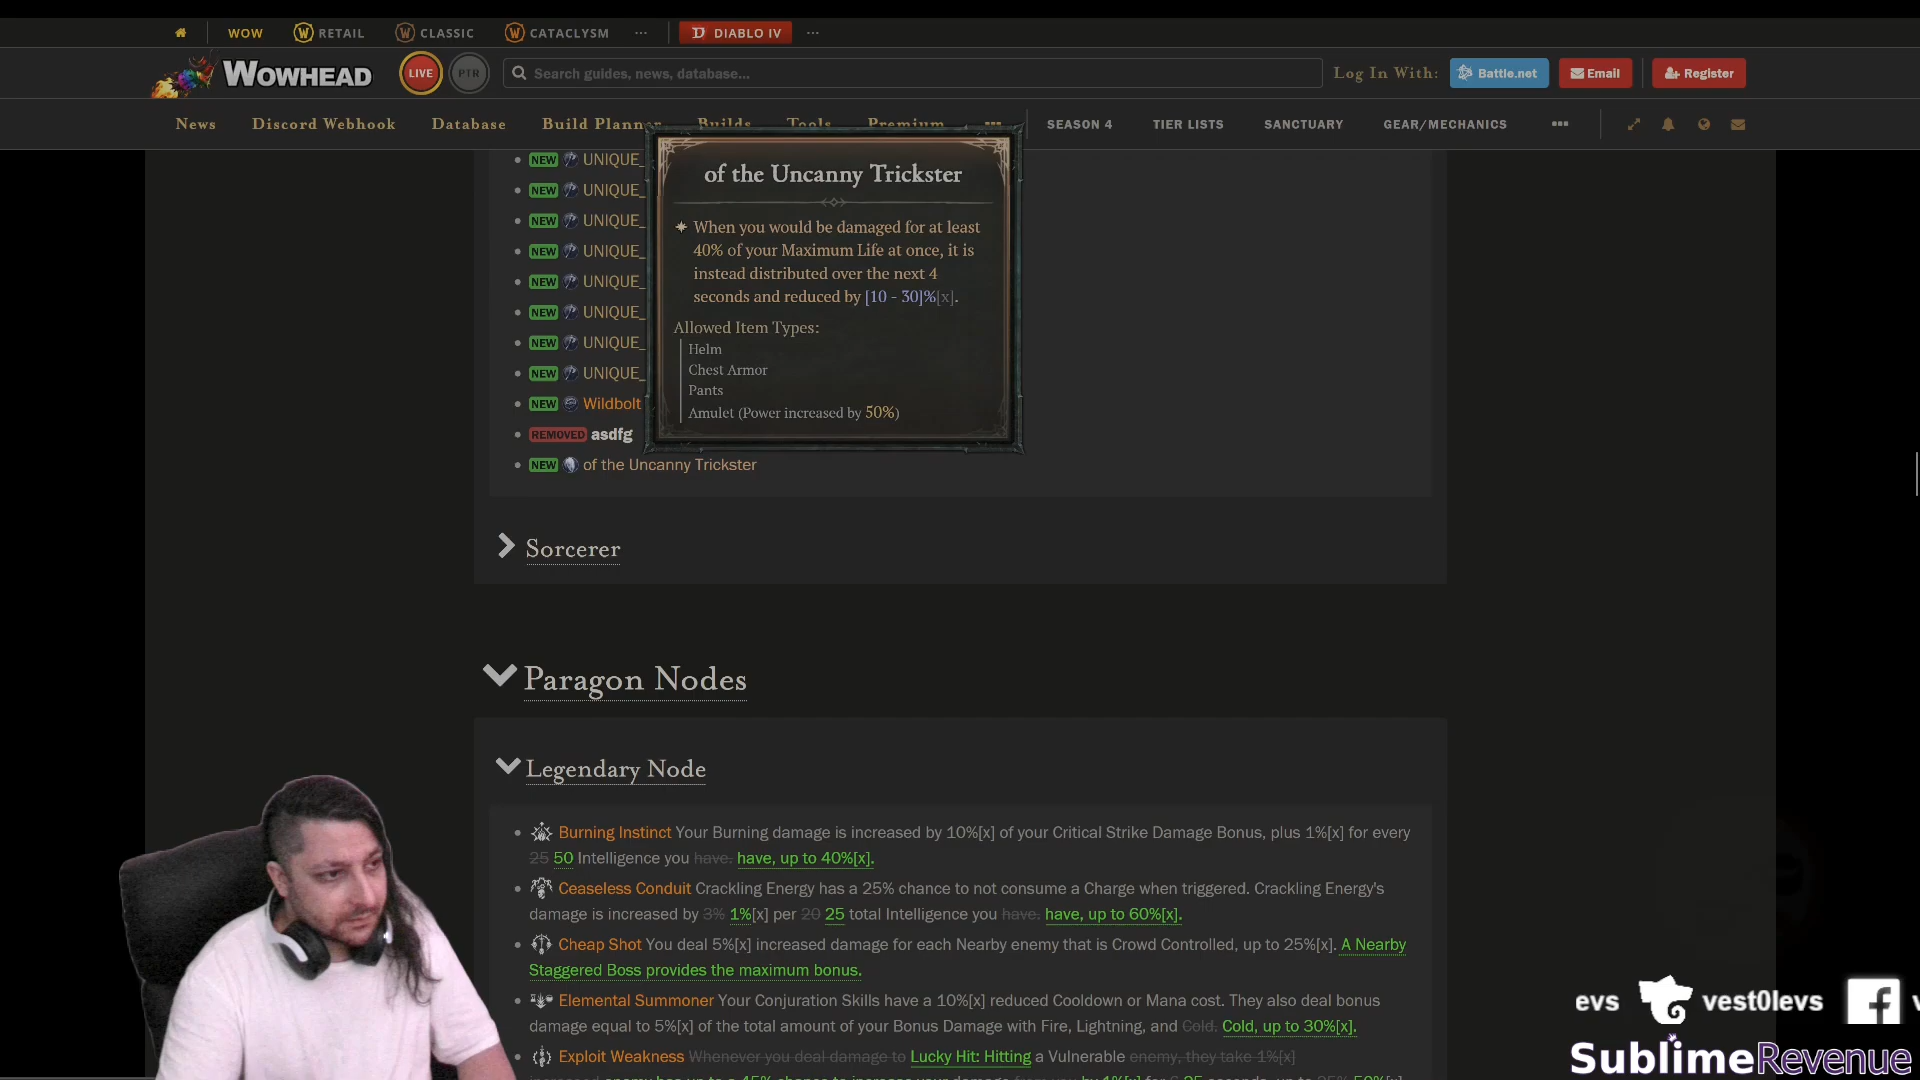 WOW
RETAIL
CLASSIC
CATACLYSM
DIABLO IV
WOWHEAD
LIVE
PTR
Search guides, news, database...
Log In With:
Battle.net
Email
Register
News
Discord Webhook
Database
Build Planner
Builds
Tools
Premium
SEASON 4
TIER LISTS
SANCTUARY
GEAR/MECHANICS
NEW UNIQUE_
NEW UNIQUE_
NEW UNIQUE_
NEW UNIQUE_
NEW UNIQUE_
NEW UNIQUE_
NEW UNIQUE_
NEW UNIQUE_
NEW Wildbolt
REMOVED asdfg
NEW of the Uncanny Trickster
of the Uncanny Trickster
When you would be damaged for at least
40% of your Maximum Life at once, it is
instead distributed over the next 4
seconds and reduced by [10 - 30]%[x].
Allowed Item Types:
Helm
Chest Armor
Pants
Amulet (Power increased by 50%)
Sorcerer
Paragon Nodes
Legendary Node
Burning Instinct Your Burning damage is increased by 10%[x] of your Critical Strike Damage Bonus, plus 1%[x] for every
25 50 Intelligence you have. have, up to 40%[x].
Ceaseless Conduit Crackling Energy has a 25% chance to not consume a Charge when triggered. Crackling Energy's
damage is increased by 3% 1%[x] per 20 25 total Intelligence you have. have, up to 60%[x].
Cheap Shot You deal 5%[x] increased damage for each Nearby enemy that is Crowd Controlled, up to 25%[x]. A Nearby
Staggered Boss provides the maximum bonus.
Elemental Summoner Your Conjuration Skills have a 10%[x] reduced Cooldown or Mana cost. They also deal bonus
damage equal to 5%[x] of the total amount of your Bonus Damage with Fire, Lightning, and Cold. Cold, up to 30%[x].
Exploit Weakness Whenever you deal damage to Lucky Hit: Hitting a Vulnerable enemy, they take 1%[x]
evs
vest0levs
SublimeRevenue